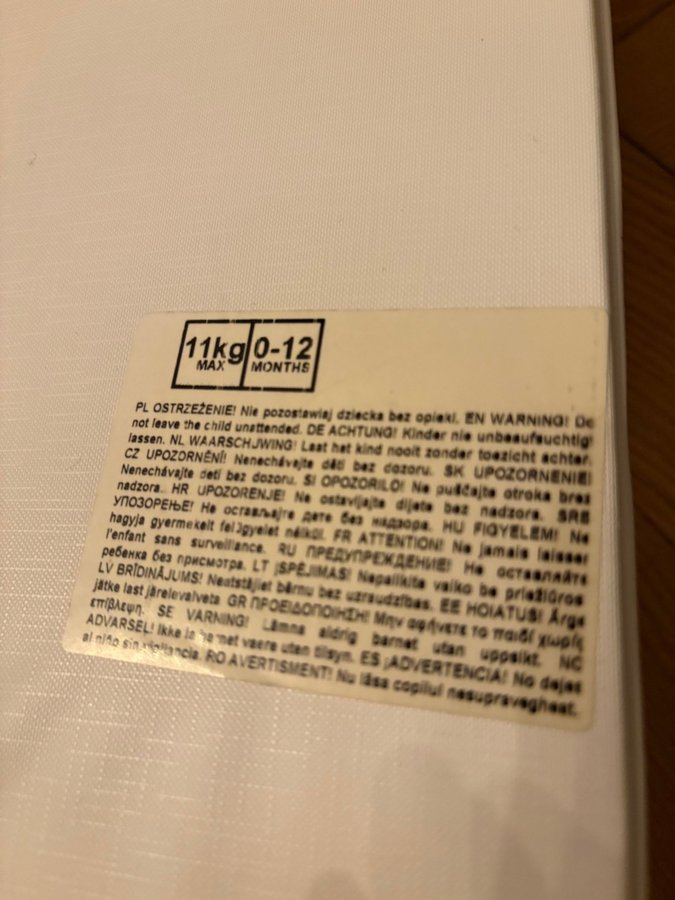 11kg 0-12
MAX MONTHS
PL OSTRZEŻENIE! Nie pozostawiaj dziecka bez opieki. EN WARNING! Do
not leave the child unattended. DE ACHTUNG! Kinder nie unbeaufsuchtig
lassen. NL WAARSCHJWING! Laat het kind nooit zonder toezicht achter.
CZ UPOZORNĚNÍ! Nenechávejte děti bez dozoru. SK UPOZORNENIE!
Nenechávajte deti bez dozoru. SI OPOZORILO! Ne puščajte otroka brez
nadzora. HR UPOZORENJE! Ne ostavljajte dijete bez nadzora. SRB
УПОЗОРЕЊЕ! Не остављајте дете без надзора. HU FIGYELEM! Ne
hagyja gyermekeit felügyelet nélkül. FR ATTENTION! Ne jamais laisser
l'enfant sans surveillance. RU ПРЕДУПРЕЖДЕНИЕ! Не оставляйте
ребенка без присмотра. LT ĮSPĖJIMAS! Nepalikite vaiko be priežiūros
LV BRĪDINĀJUMS! Neatstājiet bērnu bez uzraudzības. EE HOIATUS! Ärge
jätke last järelevalveta GR ΠΡΟΕΙΔΟΠΟΙΗΣΗ! Μην αφήνετε το παιδί χωρίς
επίβλεψη. SE VARNING! Lämna aldrig barnet utan uppsikt. NC
ADVARSEL! Ikke la barnet vaere uten tilsyn. ES ¡ADVERTENCIA! No dejes
al niño sin vigilancia. RO AVERTISMENT! Nu lăsa copilul nesupravegheat.